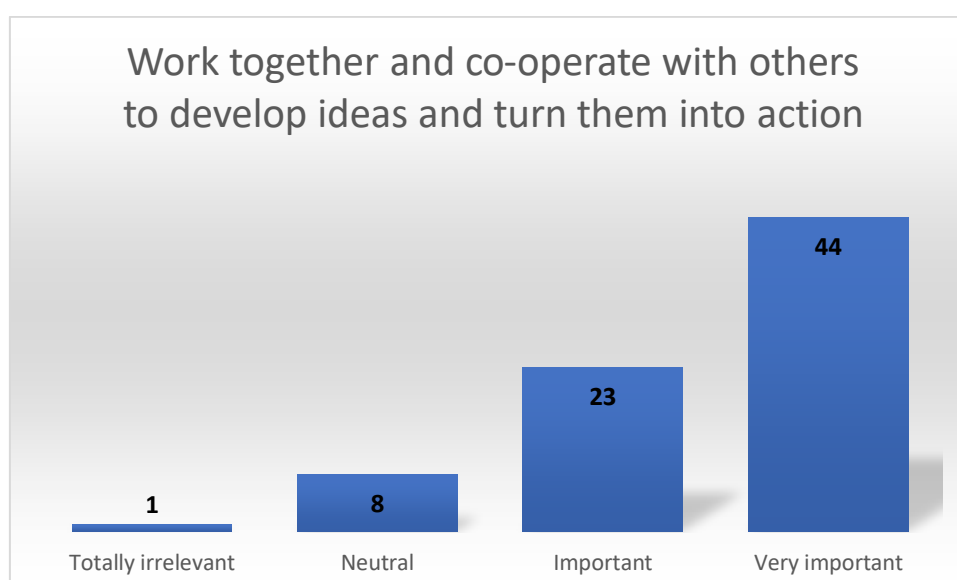 Work together and co-operate with others
to develop ideas and turn them into action
44
23
8
1
Totally irrelevant
Neutral
Important
Very important